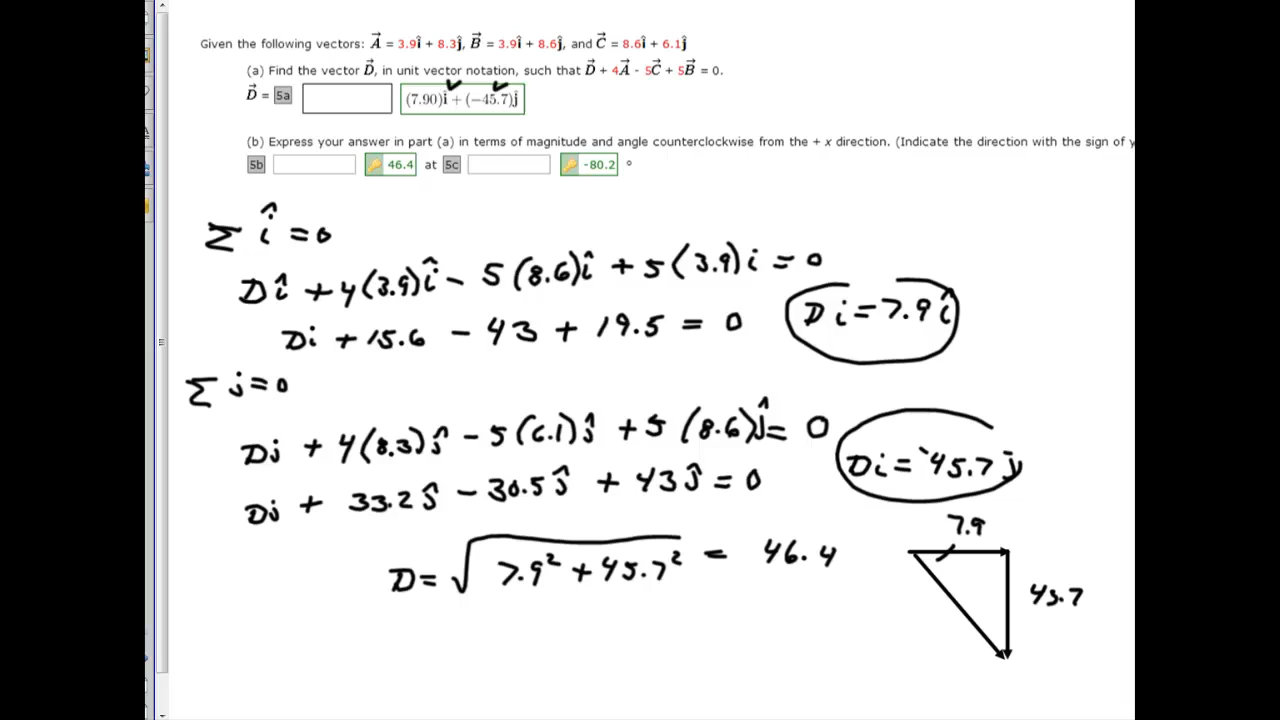 Given the following vectors: A⃗ = 3.9î + 8.3ĵ, B⃗ = 3.9î + 8.6ĵ, and C⃗ = 8.6î + 6.1ĵ
(a) Find the vector D⃗, in unit vector notation, such that D⃗ + 4A⃗ - 5C⃗ + 5B⃗ = 0.
D⃗ = 5a (7.90)î + (−45.7)ĵ
(b) Express your answer in part (a) in terms of magnitude and angle counterclockwise from the + x direction. (Indicate the direction with the sign of y
5b 46.4 at 5c -80.2 °
Σ î = 0
Dî + 4(3.9)î - 5(8.6)î + 5(3.9)i = 0
Di + 15.6 - 43 + 19.5 = 0
Di = 7.9 î
Σ j = 0
Dj + 4(8.3)ĵ - 5(6.1)ĵ + 5(8.6)ĵ = 0
Dj + 33.2ĵ - 30.5ĵ + 43ĵ = 0
Di = -45.7 j
7.9
D = √7.9² + 45.7² = 46.4
45.7